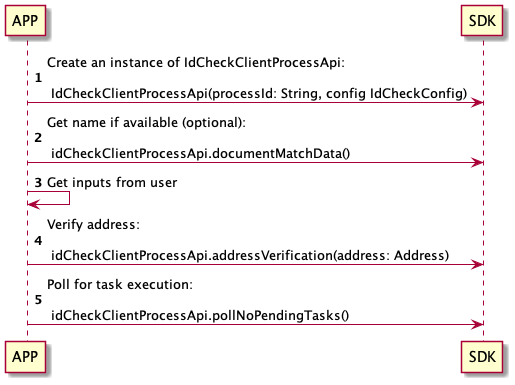 APP
SDK
Create an instance of IdCheckClientProcessApi:
1
IdCheckClientProcessApi(processId: String, config IdCheckConfig)
Get name if available (optional):
2
idCheckClientProcessApi.documentMatchData()
3 Get inputs from user
Verify address:
4
idCheckClientProcessApi.addressVerification(address: Address)
Poll for task execution:
5
idCheckClientProcessApi.pollNoPendingTasks()
APP
SDK